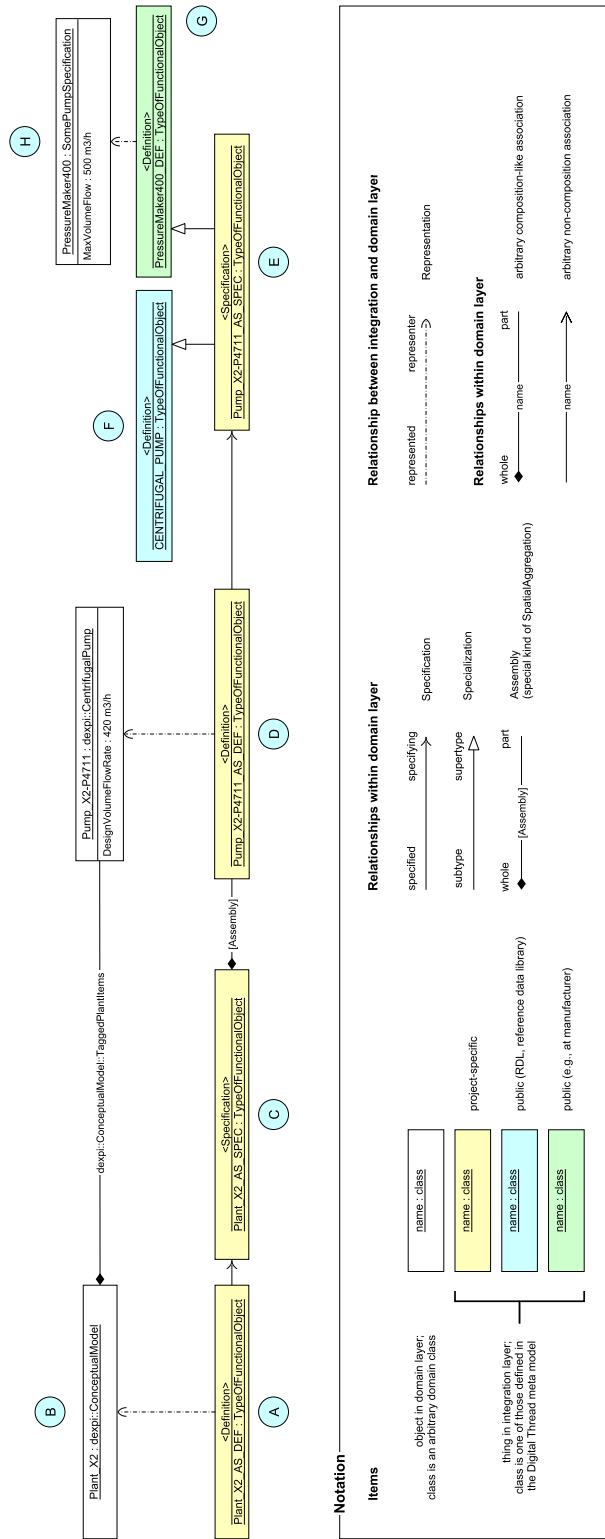 B
Plant_X2 : dexpi::ConceptualModel
dexpi::ConceptualModel::TaggedPlantItems
Pump_X2-P4711 : dexpi::CentrifugalPump
DesignVolumeFlowRate : 420 m3/h
H
PressureMaker400 : SomePumpSpecification
MaxVolumeFlow : 500 m3/h
F
<Definition>
CENTRIFUGAL_PUMP : TypeOfFunctionalObject
<Definition>
PressureMaker400_DEF : TypeOfFunctionalObject
G
<Definition>
Plant_X2_AS_DEF : TypeOfFunctionalObject
A
<Specification>
Plant_X2_AS_SPEC : TypeOfFunctionalObject
C
[Assembly]
<Definition>
Pump_X2-P4711_AS_DEF : TypeOfFunctionalObject
D
<Specification>
Pump_X2-P4711_AS_SPEC : TypeOfFunctionalObject
E
Notation
Items
object in domain layer;
class is an arbitrary domain class
name : class
thing in integration layer;
class is one of those defined in
the Digital Thread meta model
name : class
project-specific
name : class
public (RDL, reference data library)
name : class
public (e.g., at manufacturer)
Relationships within domain layer
specified
specifying
Specification
subtype
supertype
Specialization
whole
[Assembly]
part
Assembly
(special kind of SpatialAggregation)
Relationship between integration and domain layer
represented
representer
Representation
Relationships within domain layer
whole
name
part
arbitrary composition-like association
name
arbitrary non-composition association